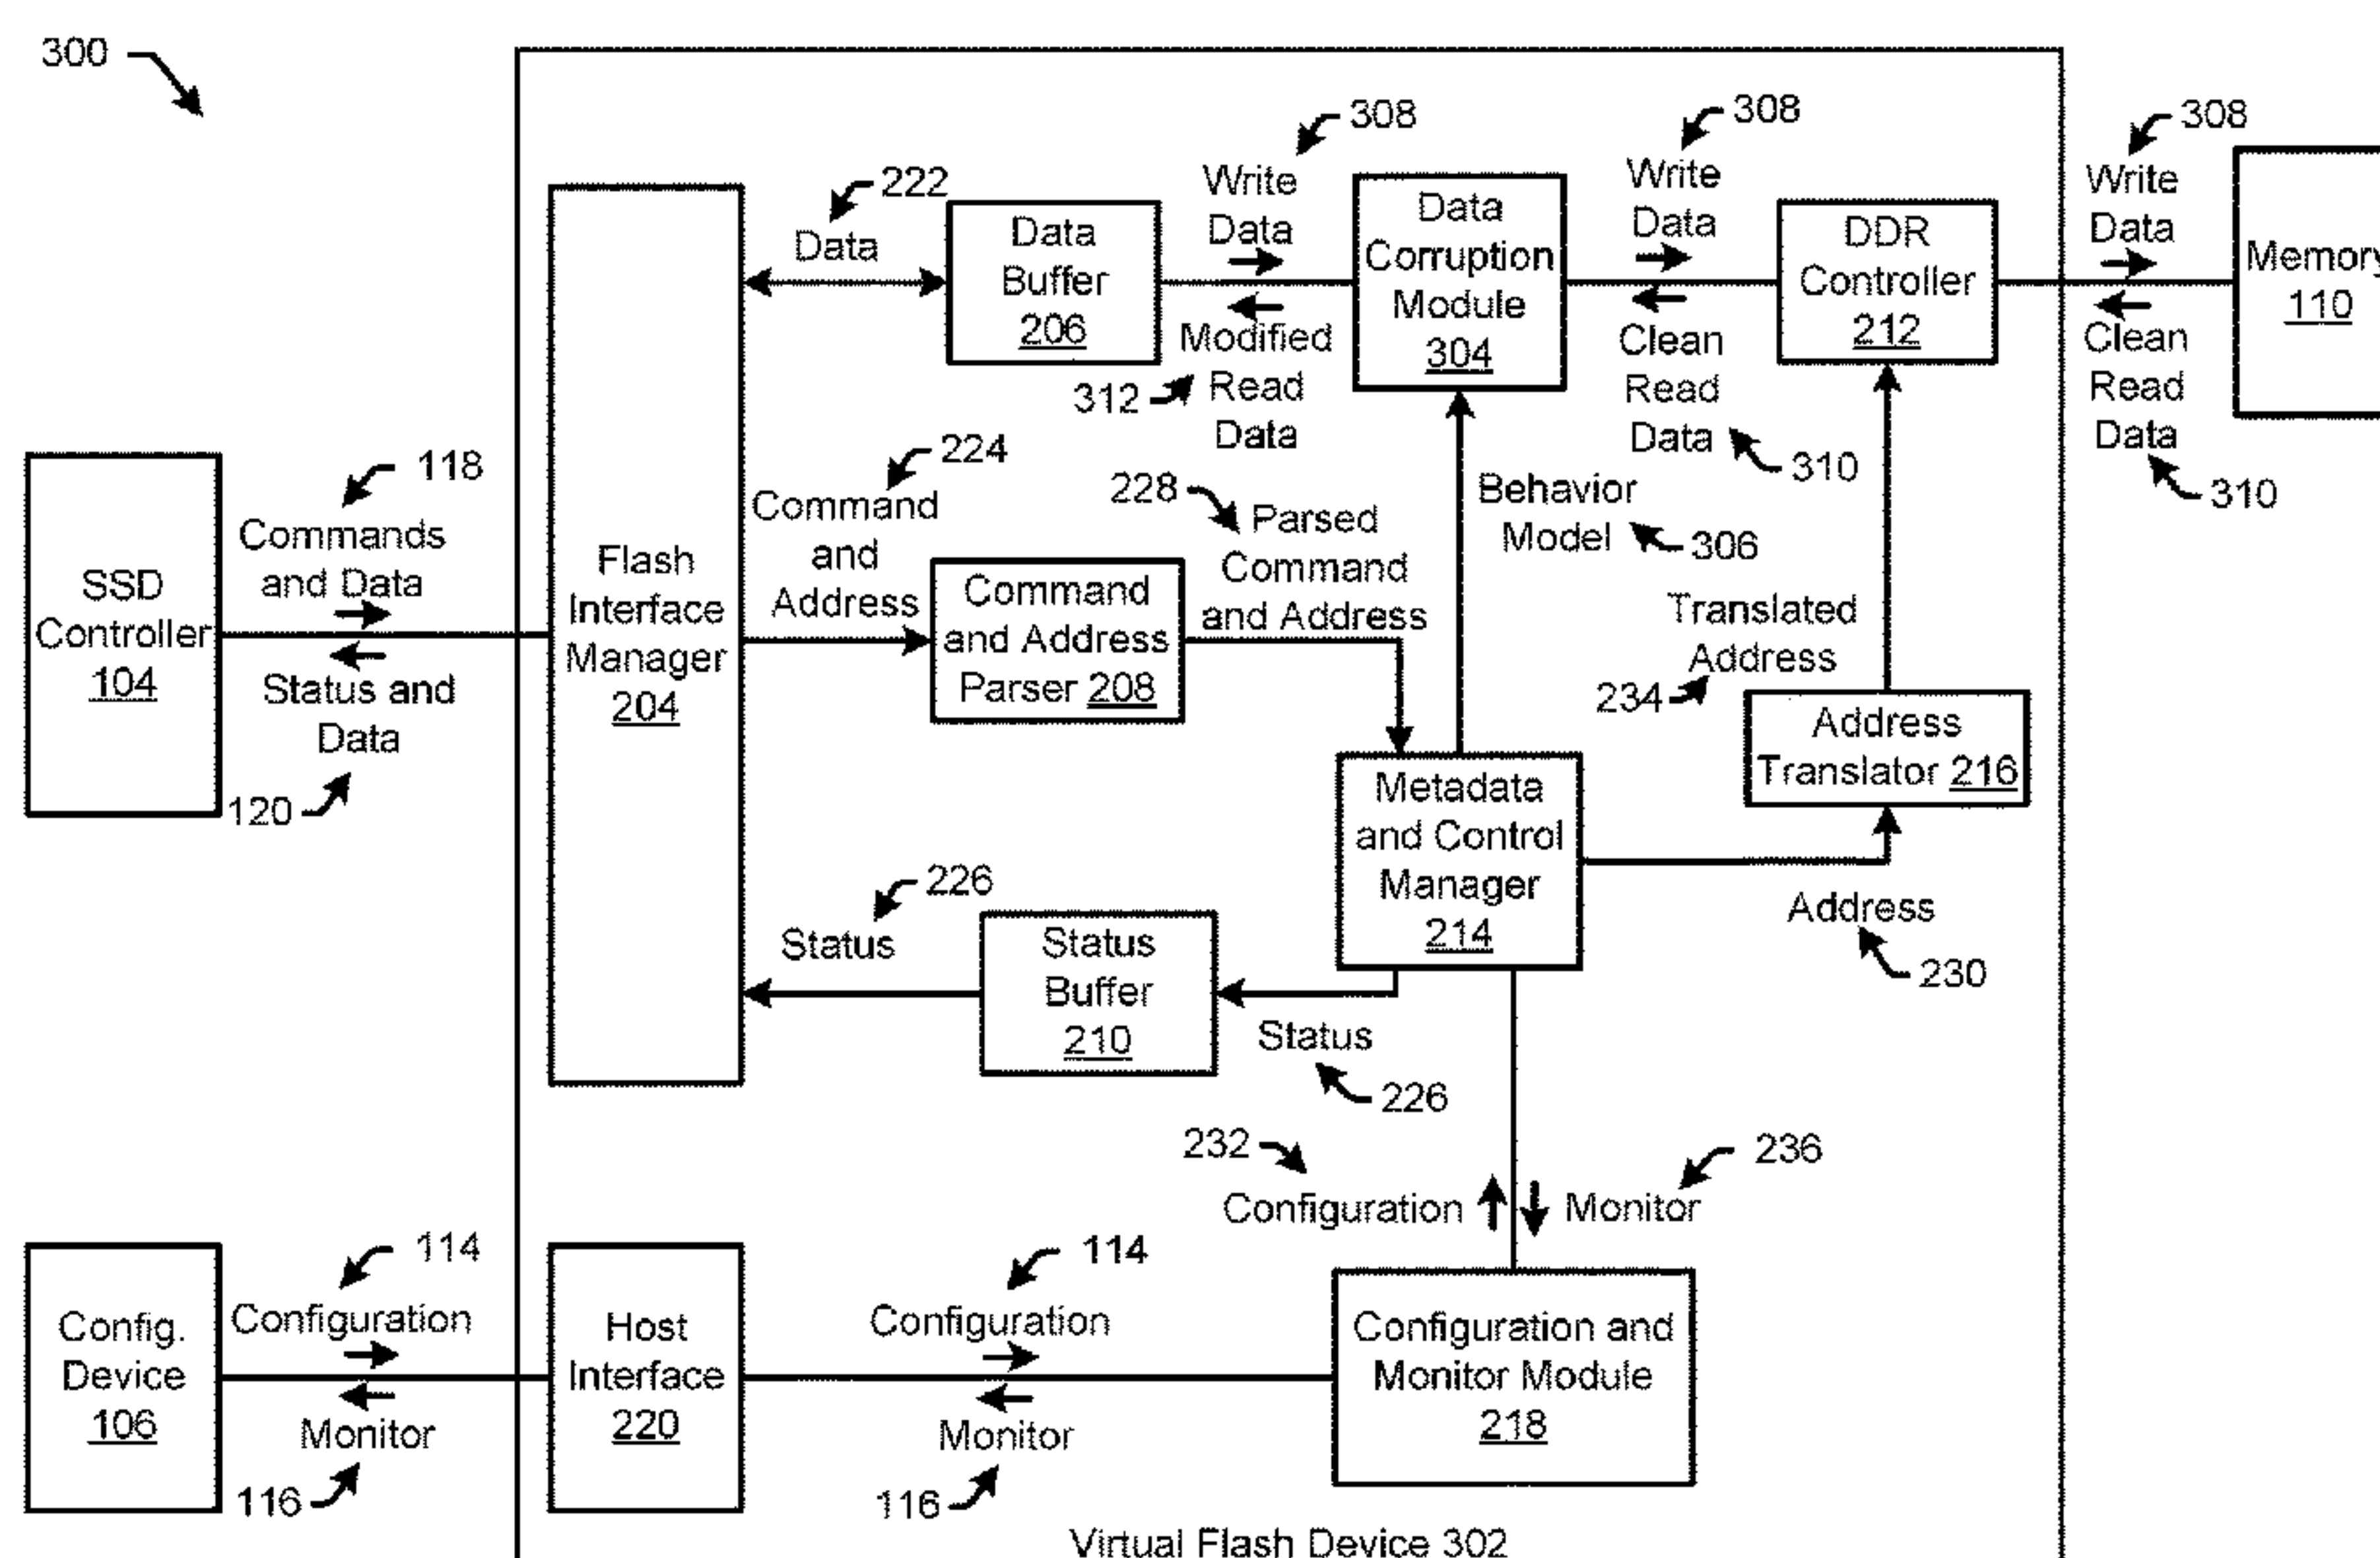 300
308
308
308
222
Write
Data
Write
Data
Write
Data
Data
Data
Buffer
206
Data
Corruption
Module
304
DDR
Controller
212
Memory
110
Modified
Read
Data
312
Clean
Read
Data
310
Clean
Read
Data
310
118
Commands
and Data
224
Command
and
Address
228
Parsed
Command
and Address
Behavior
Model
306
SSD
Controller
104
Flash
Interface
Manager
204
Command
and Address
Parser 208
Translated
Address
234
Status and
Data
120
Address
Translator 216
Metadata
and Control
Manager
214
226
Status
Status
Buffer
210
Address
230
Status
226
232
Configuration
236
Monitor
114
Configuration
114
Configuration
Config.
Device
106
Host
Interface
220
Configuration and
Monitor Module
218
Monitor
116
Monitor
116
Virtual Flash Device 302